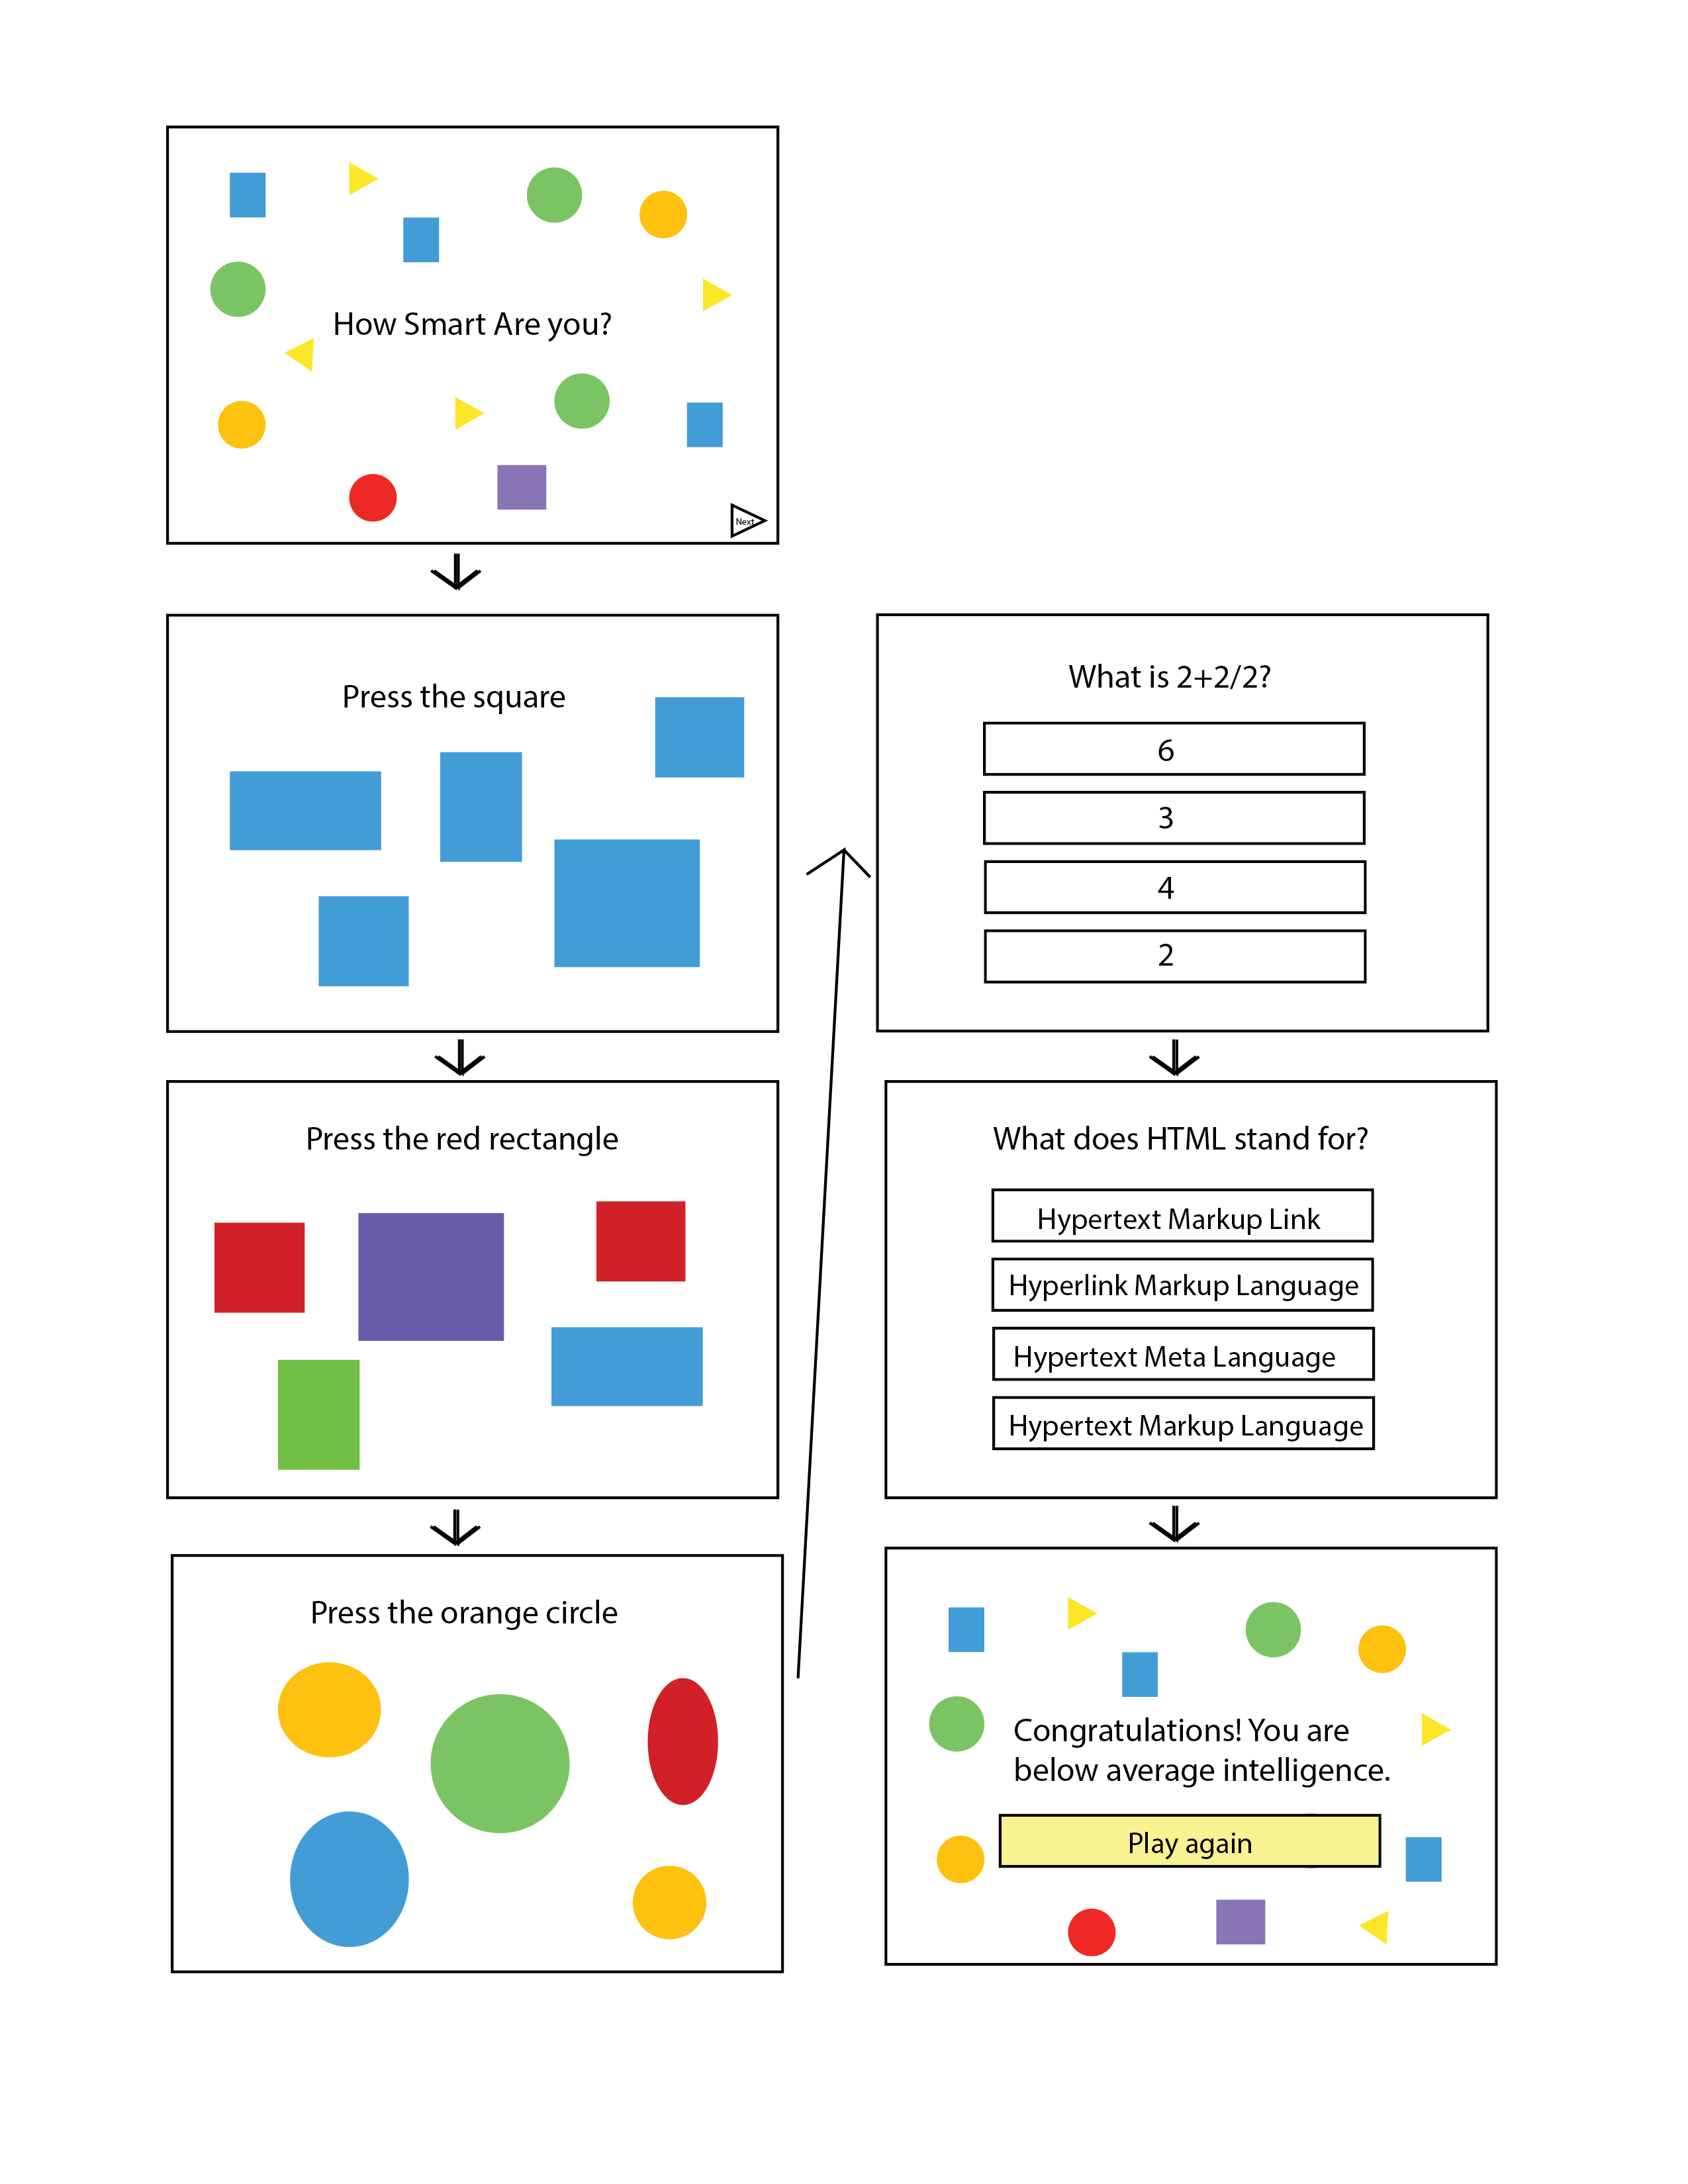 How Smart Are you?
Next
Press the square
Press the red rectangle
Press the orange circle
What is 2+2/2?
6
3
4
2
What does HTML stand for?
Hypertext Markup Link
Hyperlink Markup Language
Hypertext Meta Language
Hypertext Markup Language
Congratulations! You are
below average intelligence.
Play again